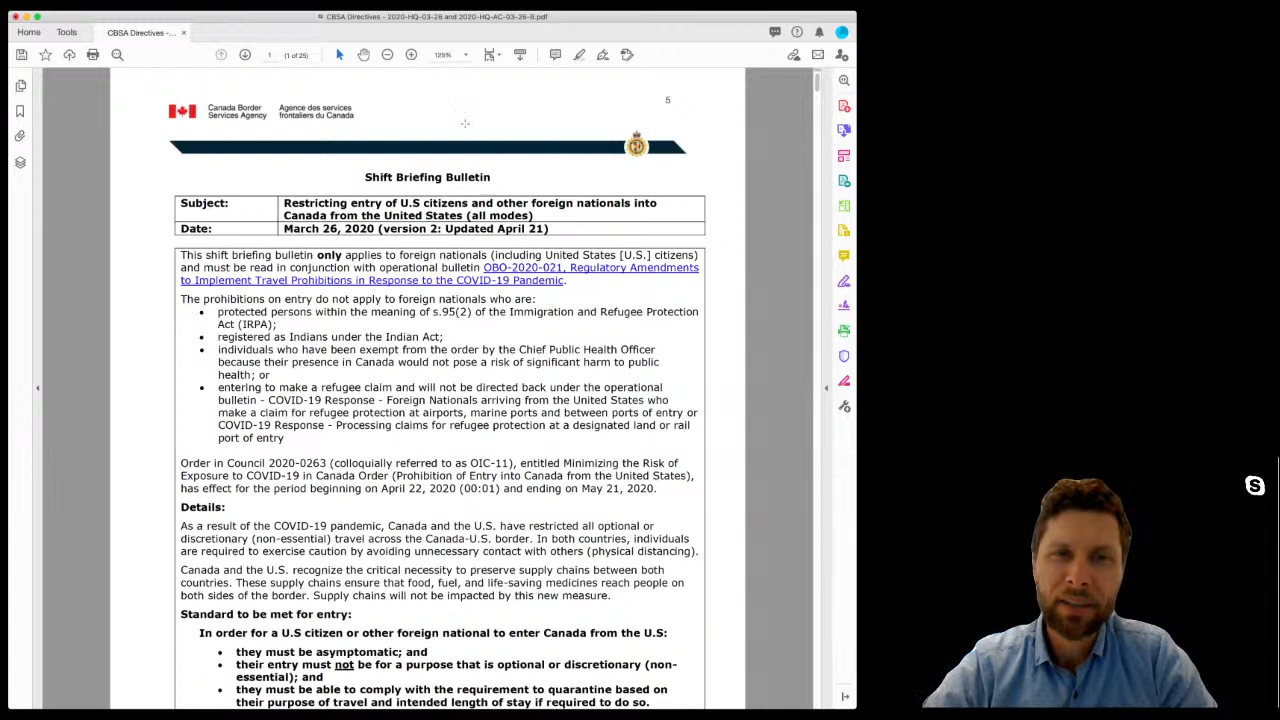 CBSA Directives - 2020-HQ-03-26 and 2020-HQ-AC-03-26-B.pdf
Home Tools CBSA Directives -... ×
1 (1 of 25) 125%
5
Canada Border Agence des services
Services Agency frontaliers du Canada
Shift Briefing Bulletin
Subject: Restricting entry of U.S citizens and other foreign nationals into
Canada from the United States (all modes)
Date: March 26, 2020 (version 2: Updated April 21)
This shift briefing bulletin only applies to foreign nationals (including United States [U.S.] citizens)
and must be read in conjunction with operational bulletin OBO-2020-021, Regulatory Amendments
to Implement Travel Prohibitions in Response to the COVID-19 Pandemic.
The prohibitions on entry do not apply to foreign nationals who are:
• protected persons within the meaning of s.95(2) of the Immigration and Refugee Protection
Act (IRPA);
• registered as Indians under the Indian Act;
• individuals who have been exempt from the order by the Chief Public Health Officer
because their presence in Canada would not pose a risk of significant harm to public
health; or
• entering to make a refugee claim and will not be directed back under the operational
bulletin - COVID-19 Response - Foreign Nationals arriving from the United States who
make a claim for refugee protection at airports, marine ports and between ports of entry or
COVID-19 Response - Processing claims for refugee protection at a designated land or rail
port of entry
Order in Council 2020-0263 (colloquially referred to as OIC-11), entitled Minimizing the Risk of
Exposure to COVID-19 in Canada Order (Prohibition of Entry into Canada from the United States),
has effect for the period beginning on April 22, 2020 (00:01) and ending on May 21, 2020.
Details:
As a result of the COVID-19 pandemic, Canada and the U.S. have restricted all optional or
discretionary (non-essential) travel across the Canada-U.S. border. In both countries, individuals
are required to exercise caution by avoiding unnecessary contact with others (physical distancing).
Canada and the U.S. recognize the critical necessity to preserve supply chains between both
countries. These supply chains ensure that food, fuel, and life-saving medicines reach people on
both sides of the border. Supply chains will not be impacted by this new measure.
Standard to be met for entry:
In order for a U.S citizen or other foreign national to enter Canada from the U.S:
• they must be asymptomatic; and
• their entry must not be for a purpose that is optional or discretionary (non-
essential); and
• they must be able to comply with the requirement to quarantine based on
their purpose of travel and intended length of stay if required to do so.